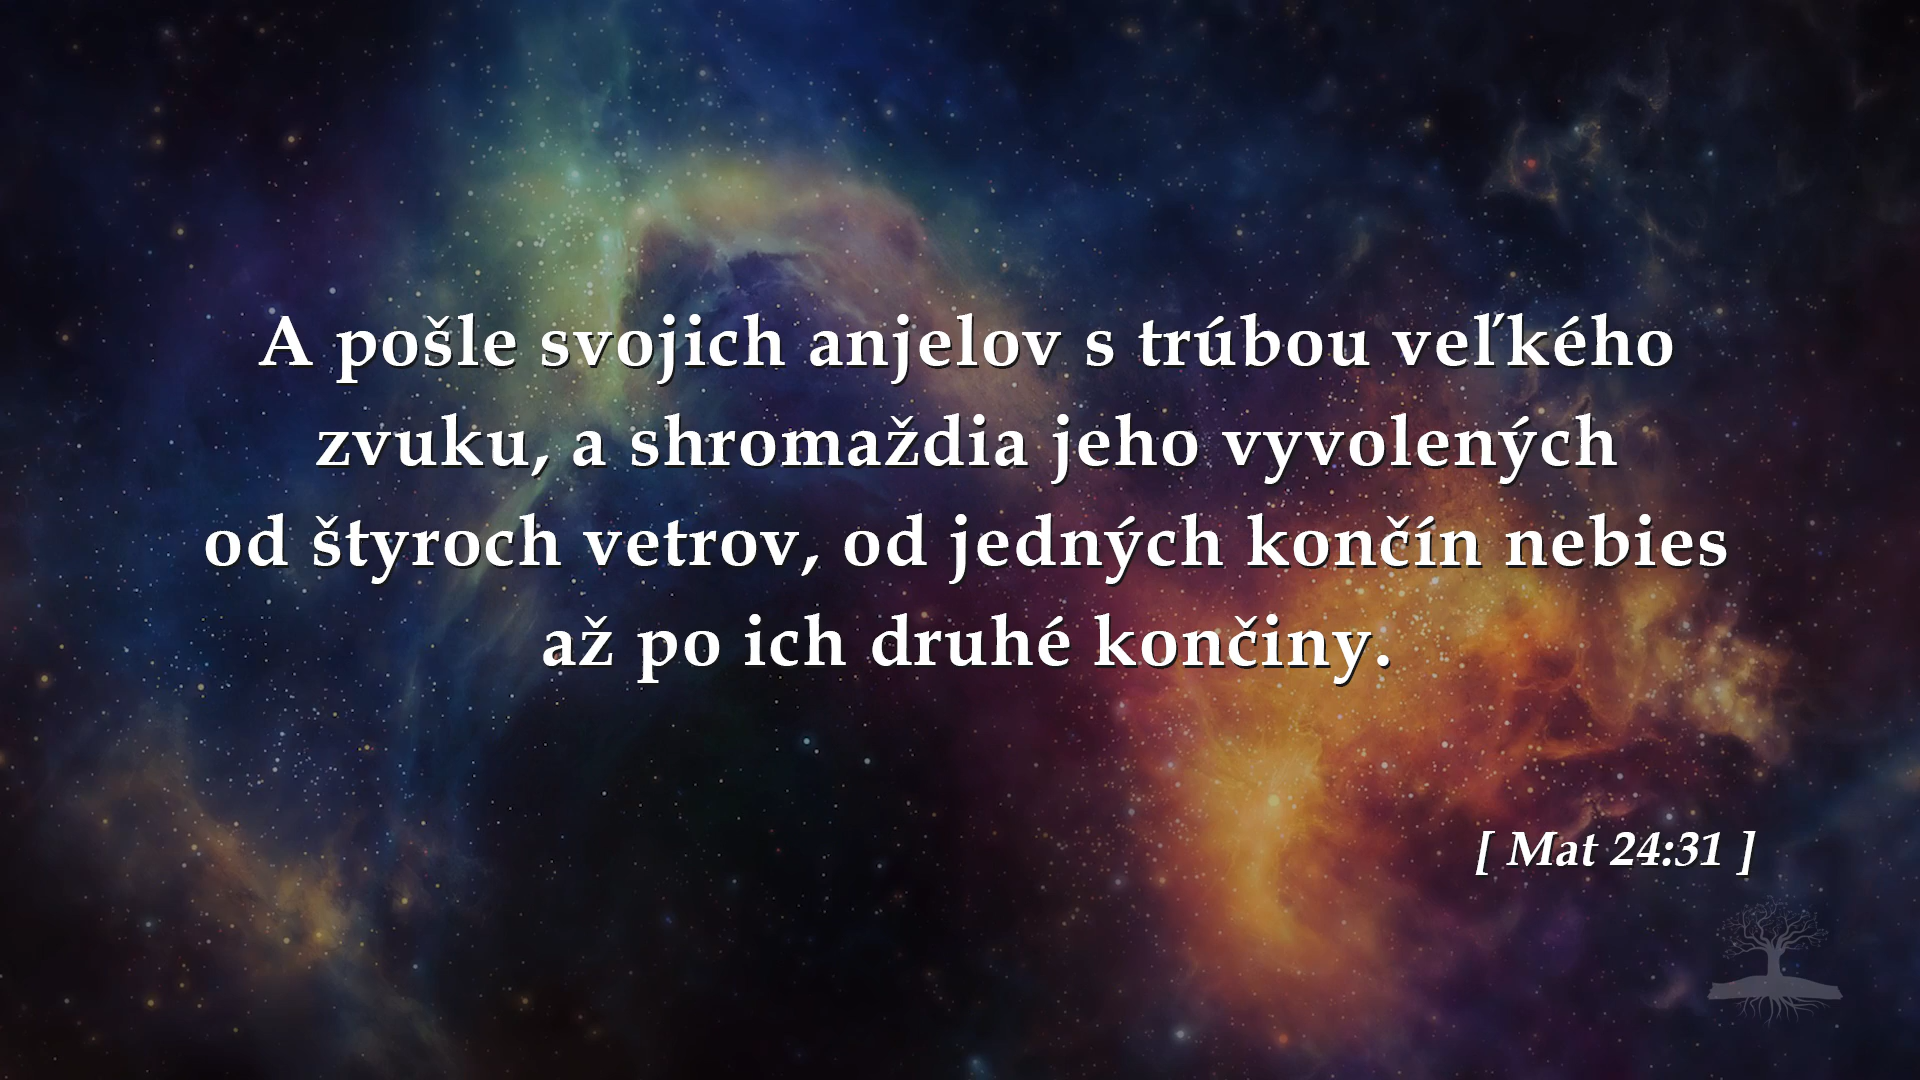 A pošle svojich anjelov s trúbou veľkého
zvuku, a shromaždia jeho vyvolených
od štyroch vetrov, od jedných končín nebies
až po ich druhé končiny.
[ Mat 24:31 ]